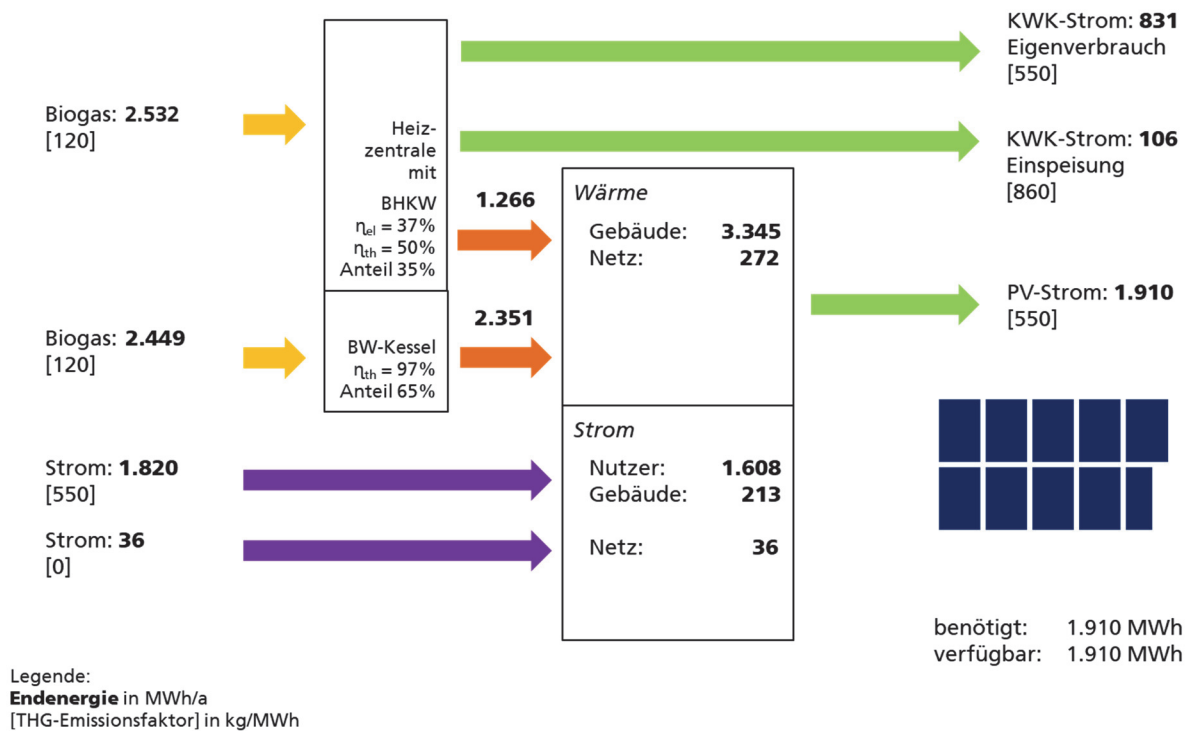 KWK-Strom: 831
Eigenverbrauch
[550]
Biogas: 2.532
[120]
Heiz-
zentrale
mit
BHKW
ηel = 37%
ηth = 50%
Anteil 35%
KWK-Strom: 106
Einspeisung
[860]
1.266
Wärme
Gebäude: 3.345
Netz: 272
PV-Strom: 1.910
[550]
Biogas: 2.449
[120]
BW-Kessel
ηth = 97%
Anteil 65%
2.351
Strom: 1.820
[550]
Strom: 36
[0]
Strom
Nutzer: 1.608
Gebäude: 213
Netz: 36
benötigt: 1.910 MWh
verfügbar: 1.910 MWh
Legende:
Endenergie in MWh/a
[THG-Emissionsfaktor] in kg/MWh